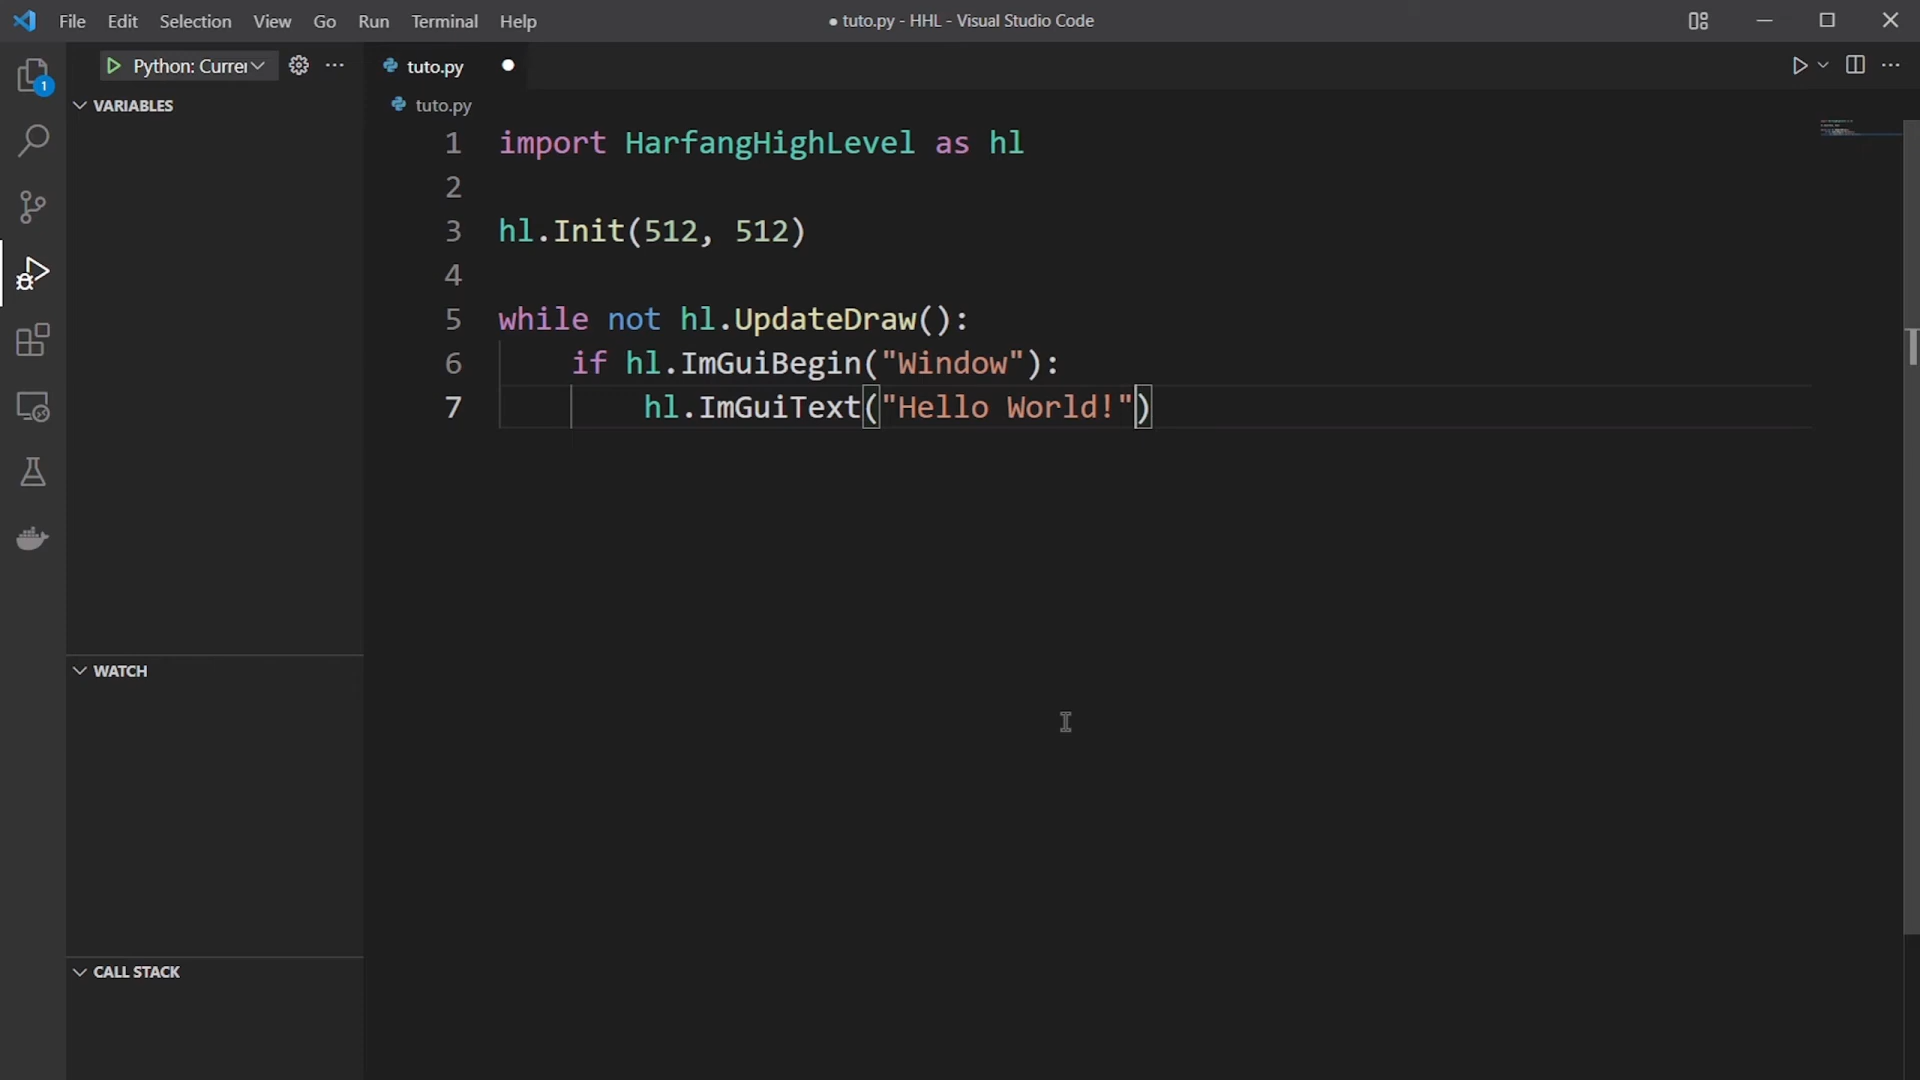 File Edit Selection View Go Run Terminal Help ● tuto.py - HHL - Visual Studio Code
Python: Currer tuto.py
1
VARIABLES tuto.py
1 import HarfangHighLevel as hl
2
3 hl.Init(512, 512)
4
5 while not hl.UpdateDraw():
6 if hl.ImGuiBegin("Window"):
7 hl.ImGuiText("Hello World!")
WATCH
CALL STACK